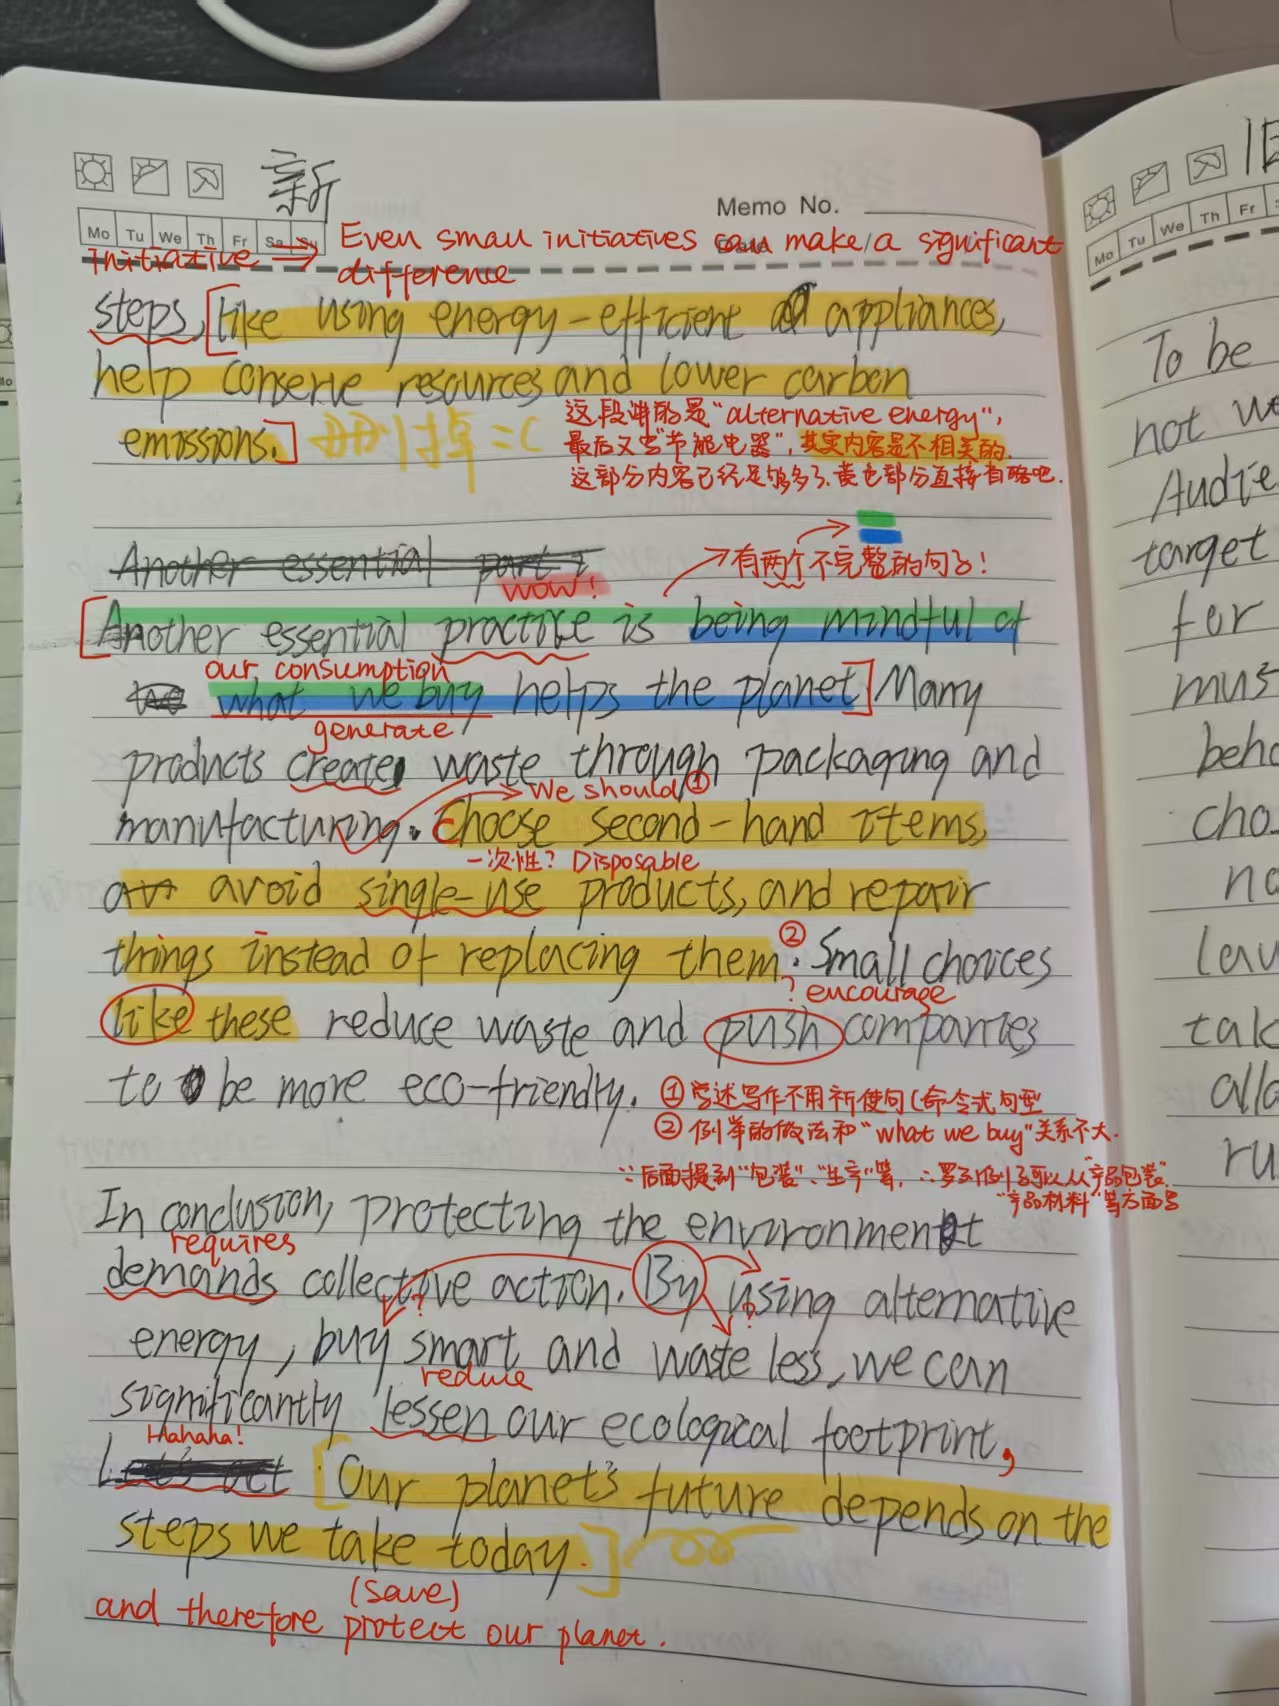 新
Memo No.
Mo Tu We Th Fr Sa Su
Initiative → Even small initiatives can make a significant
difference
steps, [like using energy-efficient appliances,
help conserve resources and lower carbon
emissions.] 删掉=C
这段讲的是"alternative energy",
最后又写"节能电器",其实内容是不相关的.
这部分内容已经足够多了.黄色部分直接省略吧.
Another essential part i
wow!
有两个不完整的句子!
[Another essential practice is being mindful of
our consumption
what we buy helps the planet] Many
generate
products create waste through packaging and
We should ①
manufacturing. Choose second-hand items,
一次性? Disposable
avoid single-use products, and repair
things instead of replacing them. ② Small choices
? encourage
like these reduce waste and push companies
to be more eco-friendly.
①写述写作不用祈使句(命令式句型
②例举的做法和"what we buy"关系不大.
∵后面提到"包装"、"生产"等, ∴ 可以从"产品包装"
"产品材料"等方面写
In conclusion, protecting the environment
requires
demands collective action. By using alternative
? ?
energy, buy smart and waste less, we can
reduce
significantly lessen our ecological footprint,
Hahaha!
Let's act [Our planet's future depends on the
steps we take today.]
(save)
and therefore protect our planet.
旧
Mo Tu We Th Fr
To be
not w
Audie
target
for
mus
beha
cho
no
law
tak
allo
ru